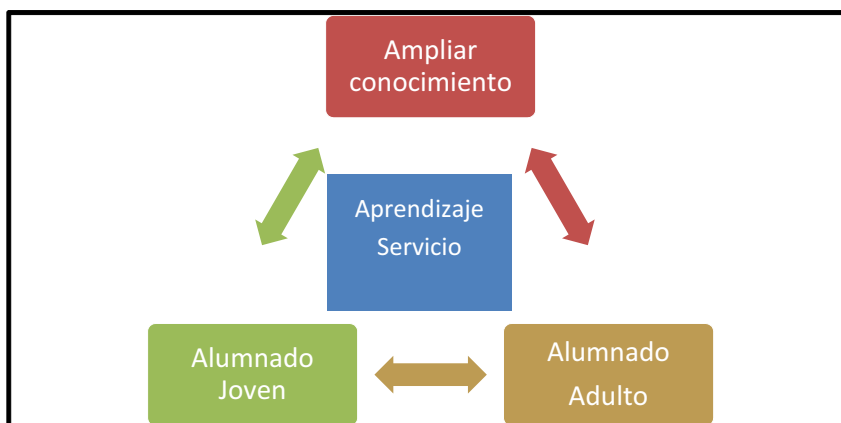 Ampliar
conocimiento
Aprendizaje
Servicio
Alumnado
Joven
Alumnado
Adulto